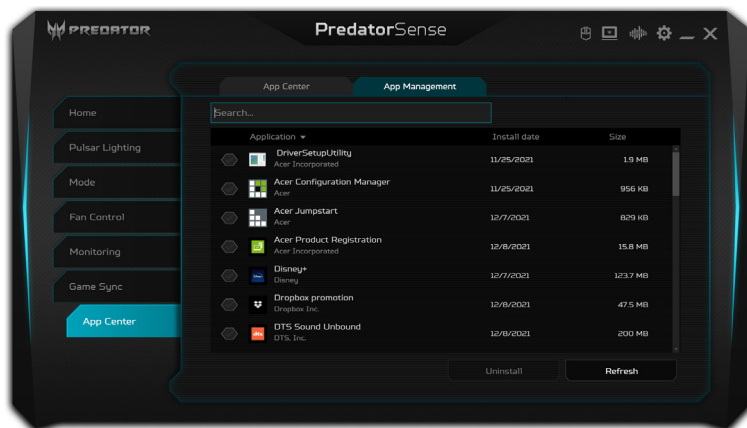 PREDATOR
PredatorSense
App Center
App Management
Home
Pulsar Lighting
Mode
Fan Control
Monitoring
Game Sync
App Center
Search...
Application Install date Size
DriverSetupUtility
Acer Incorporated
11/25/2021 1.9 MB
Acer Configuration Manager
Acer
11/25/2021 956 KB
Acer Jumpstart
Acer
12/7/2021 829 KB
Acer Product Registration
Acer Incorporated
12/8/2021 15.8 MB
Disney+
Disney
12/7/2021 123.7 MB
Dropbox promotion
Dropbox Inc.
12/8/2021 47.5 MB
DTS Sound Unbound
DTS, Inc.
12/8/2021 200 MB
Uninstall
Refresh